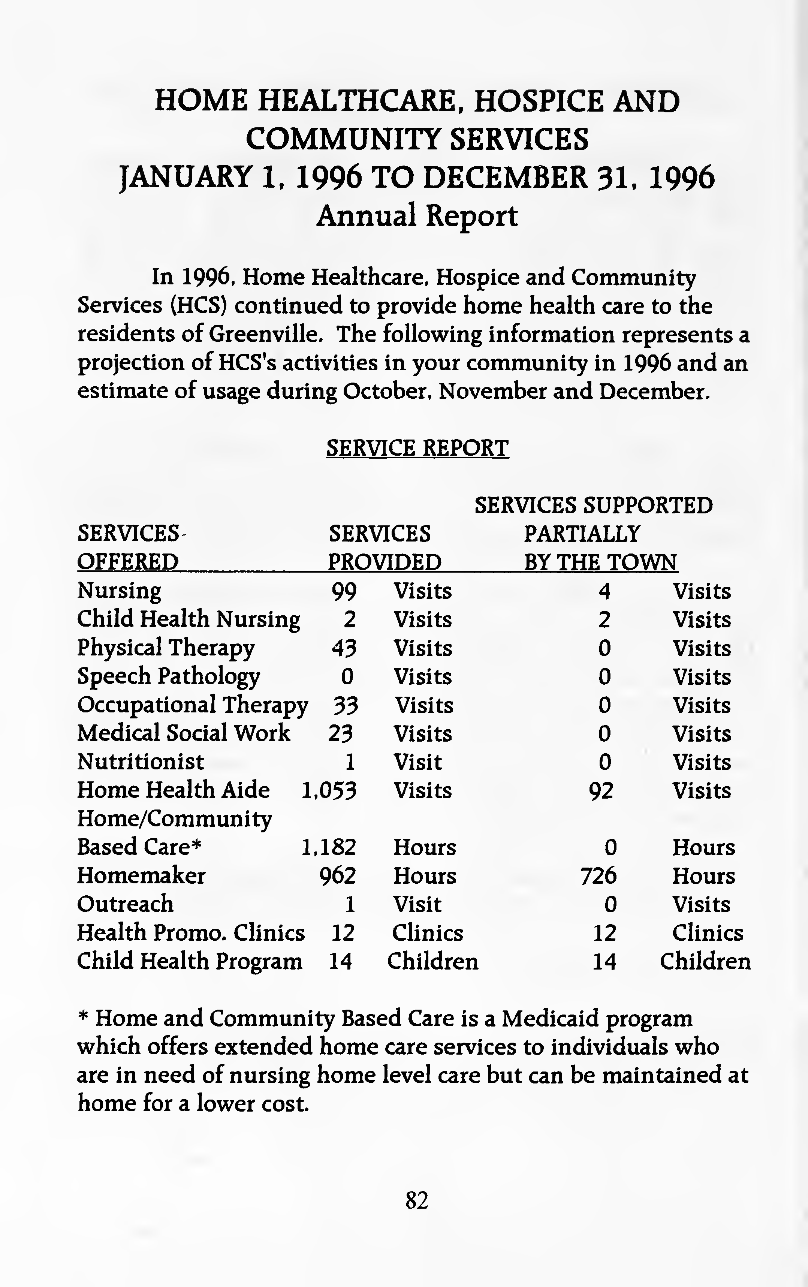 HOME HEALTHCARE, HOSPICE AND
COMMUNITY SERVICES
JANUARY 1, 1996 TO DECEMBER 31, 1996
Annual Report
In 1996, Home Healthcare, Hospice and Community
Services (HCS) continued to provide home health care to the
residents of Greenville. The following information represents a
projection of HCS's activities in your community in 1996 and an
estimate of usage during October, November and December.
SERVICE REPORT
SERVICES SUPPORTED
SERVICES SERVICES PARTIALLY
OFFERED PROVIDED BY THE TOWN
Nursing 99 Visits 4 Visits
Child Health Nursing 2 Visits 2 Visits
Physical Therapy 43 Visits 0 Visits
Speech Pathology 0 Visits 0 Visits
Occupational Therapy 33 Visits 0 Visits
Medical Social Work 23 Visits 0 Visits
Nutritionist 1 Visit 0 Visits
Home Health Aide 1,053 Visits 92 Visits
Home/Community
Based Care* 1,182 Hours 0 Hours
Homemaker 962 Hours 726 Hours
Outreach 1 Visit 0 Visits
Health Promo. Clinics 12 Clinics 12 Clinics
Child Health Program 14 Children 14 Children
* Home and Community Based Care is a Medicaid program
which offers extended home care services to individuals who
are in need of nursing home level care but can be maintained at
home for a lower cost.
82